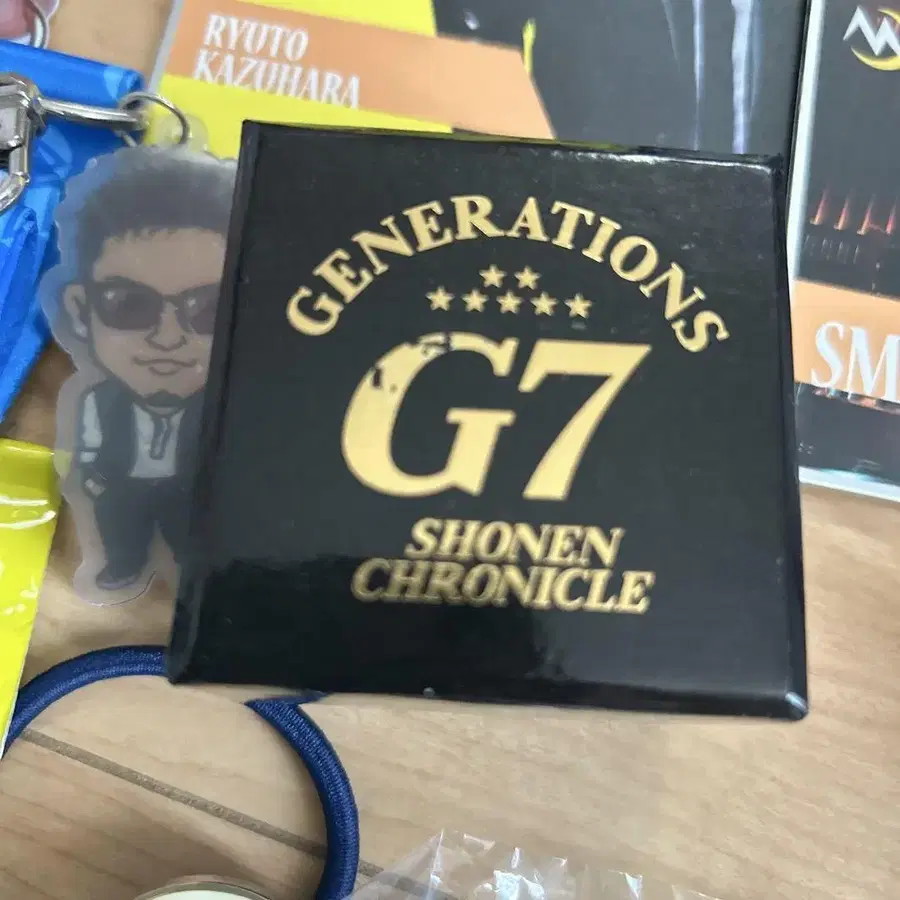 RYUTO
KAZUHARA
GENERATIONS
G7
SHONEN
CHRONICLE
SM